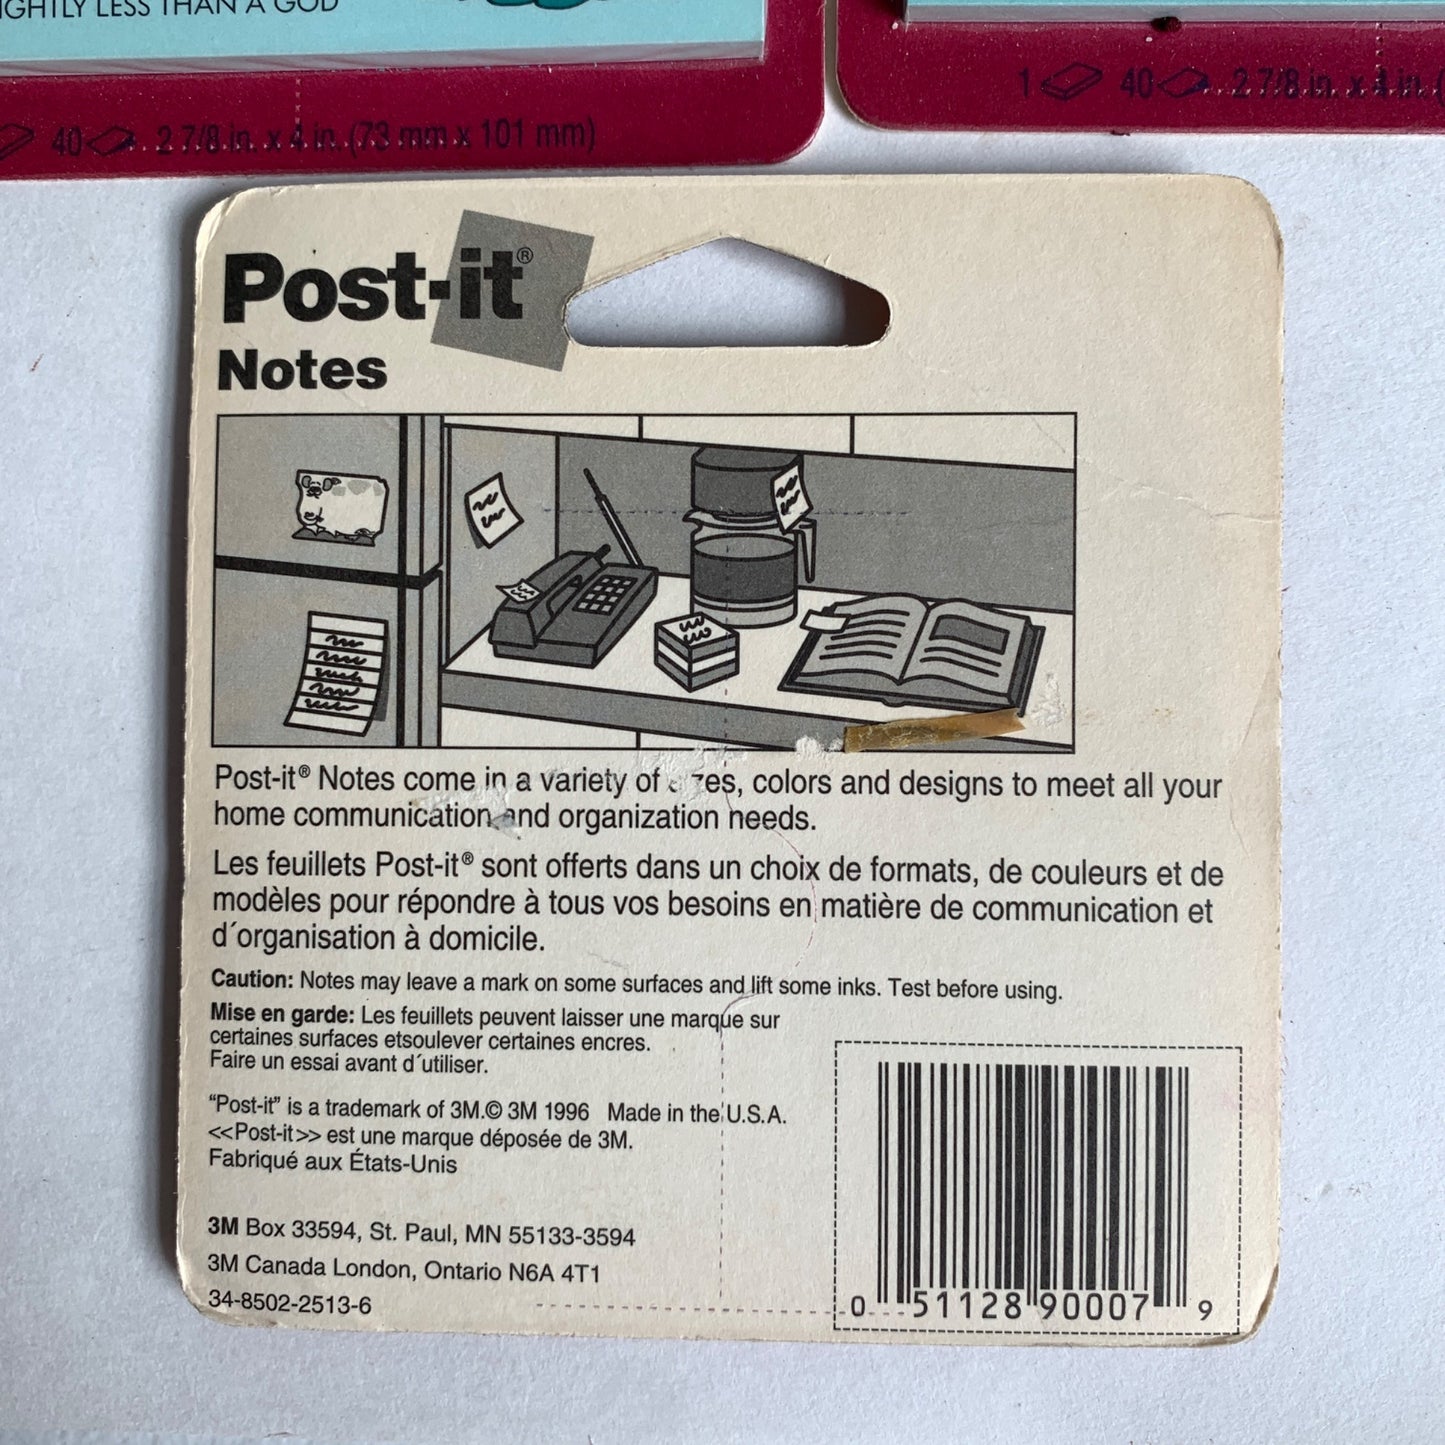 IGHTLY LESS THAN A GOD
40 2 7/8 in. x 4 in. (73 mm x 101 mm)
1 40 2 7/8 in. x 4 in. (
Post-it®
Notes
Post-it® Notes come in a variety of sizes, colors and designs to meet all your
home communication and organization needs.
Les feuillets Post-it® sont offerts dans un choix de formats, de couleurs et de
modèles pour répondre à tous vos besoins en matière de communication et
d´organisation à domicile.
Caution: Notes may leave a mark on some surfaces and lift some inks. Test before using.
Mise en garde: Les feuillets peuvent laisser une marque sur
certaines surfaces etsoulever certaines encres.
Faire un essai avant d´utiliser.
“Post-it” is a trademark of 3M.© 3M 1996 Made in the U.S.A.
<<Post-it>> est une marque déposée de 3M.
Fabriqué aux États-Unis
3M Box 33594, St. Paul, MN 55133-3594
3M Canada London, Ontario N6A 4T1
34-8502-2513-6
0 51128 90007 9